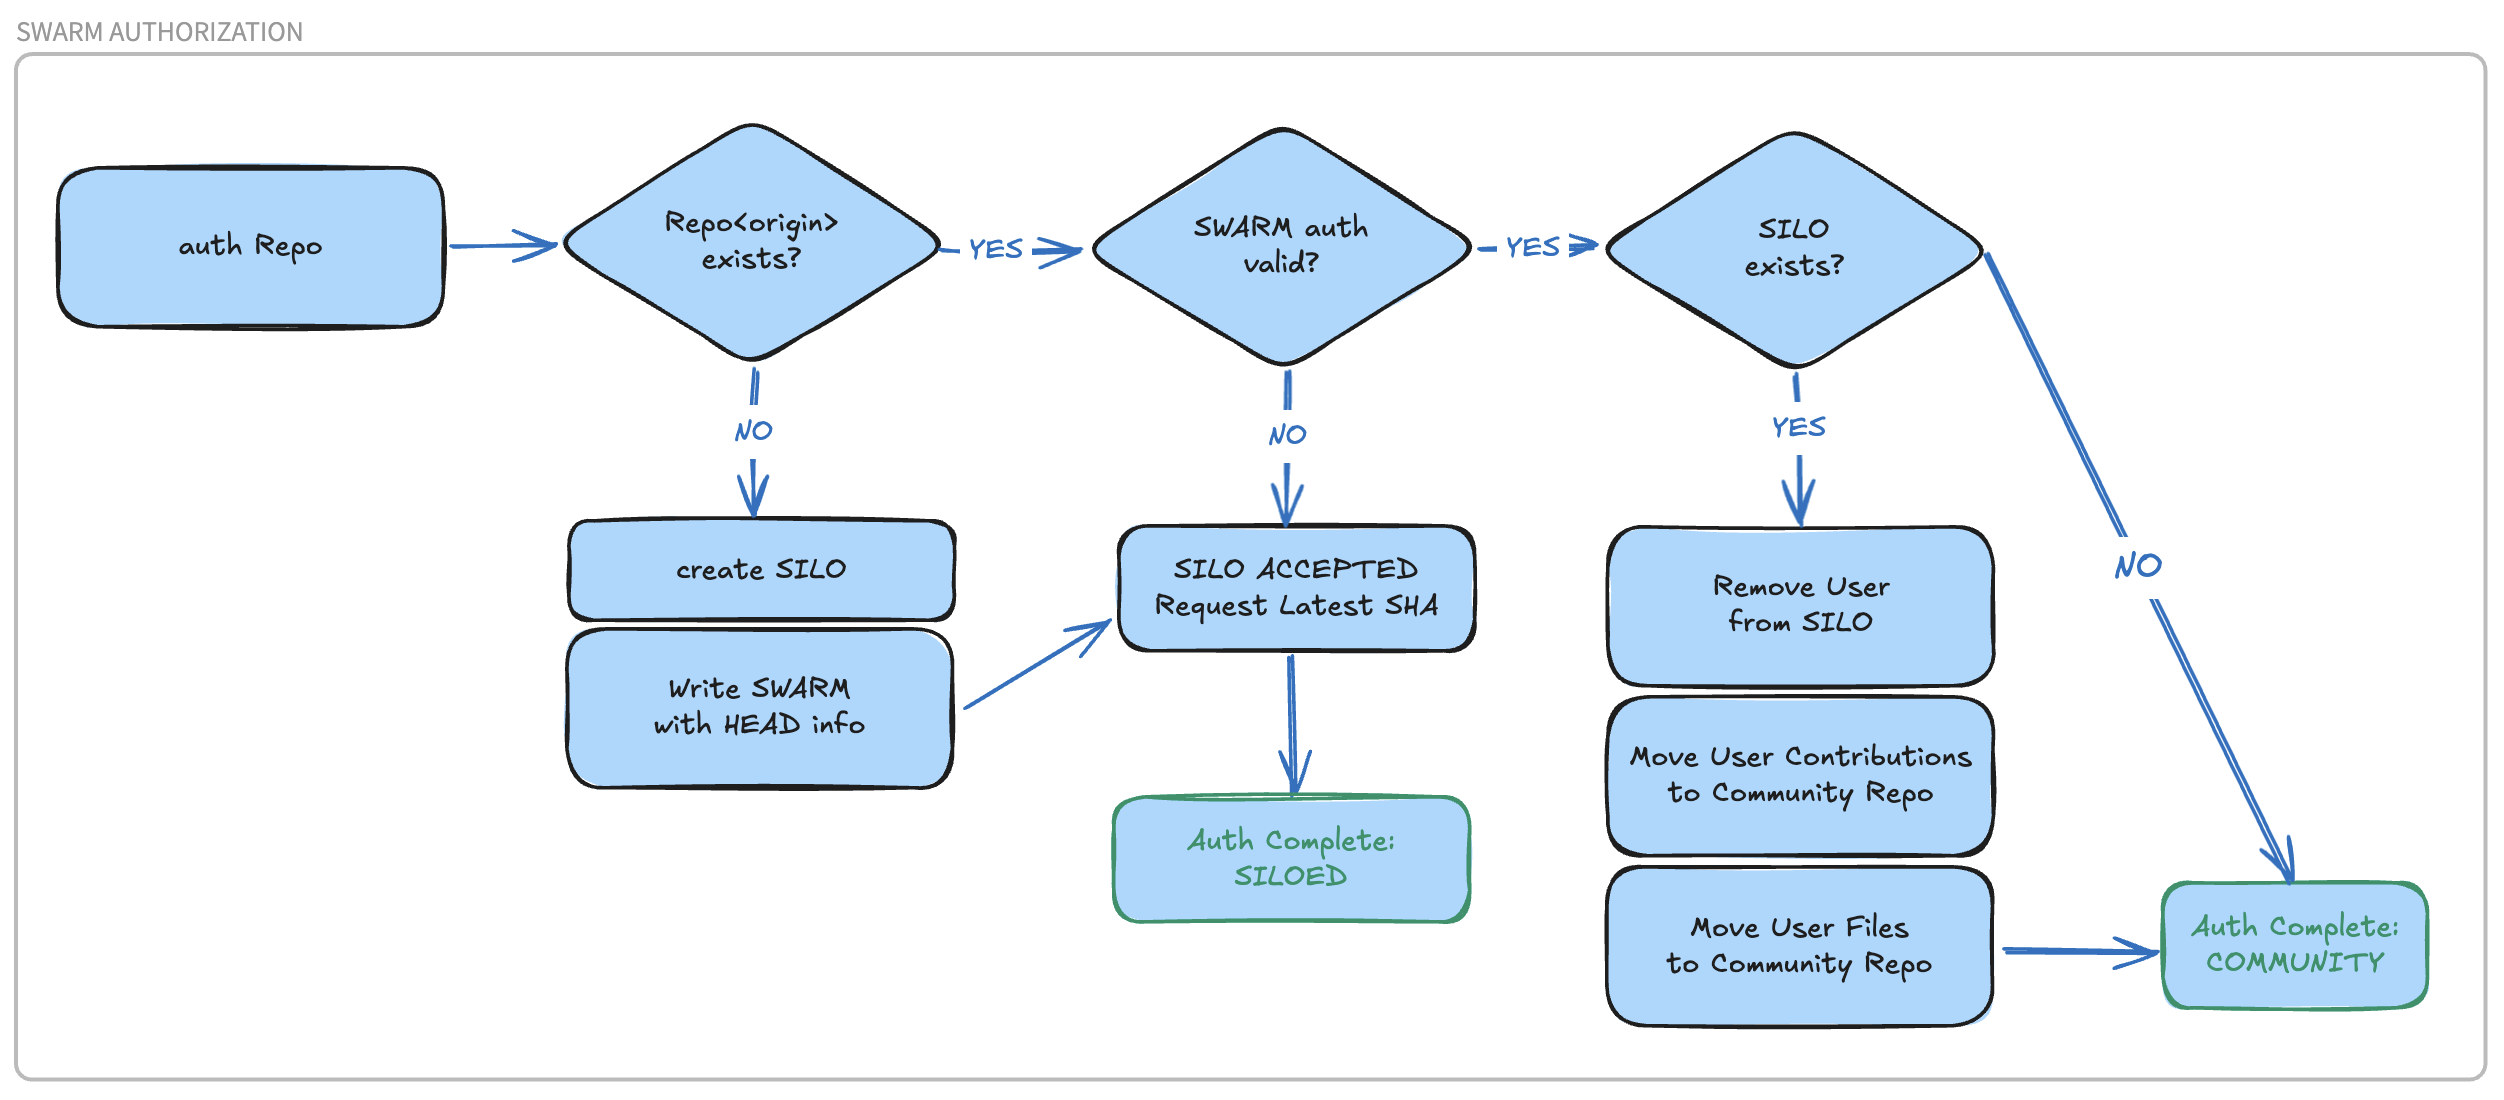 SWARM AUTHORIZATION
auth Repo
Repo<origin>
exists?
YES
SWARM auth
valid?
YES
SILO
exists?
NO
NO
YES
NO
create SILO
Write SWARM
with HEAD info
SILO ACCEPTED
Request Latest SHA
Auth Complete:
SILOED
Remove User
from SILO
Move User Contributions
to Community Repo
Move User Files
to Community Repo
Auth Complete:
COMMUNITY